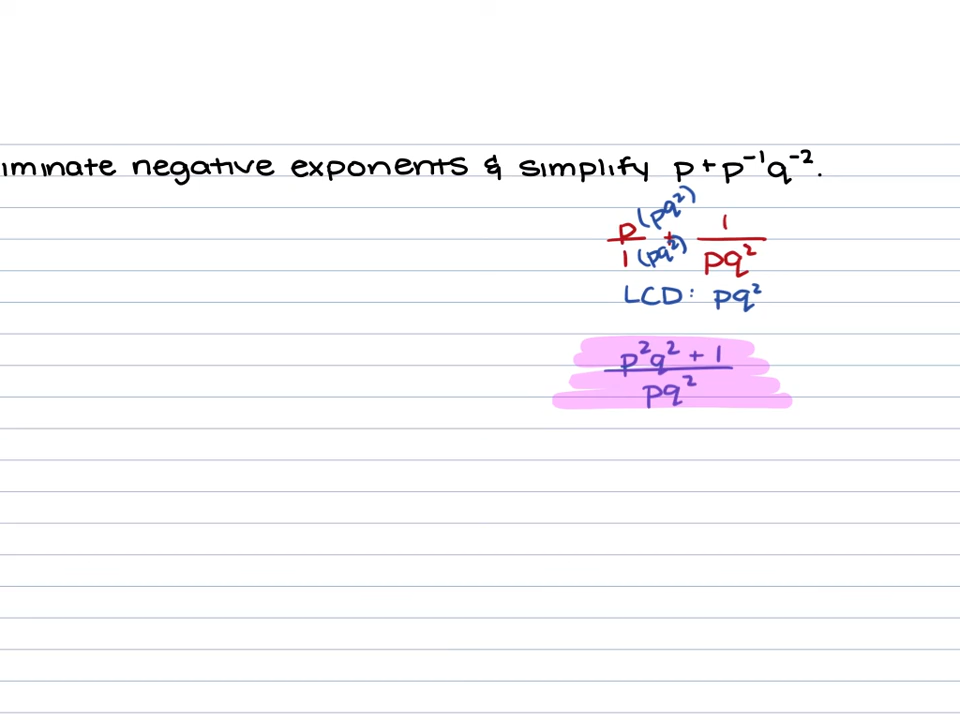 iminate negative exponents & simplify p + p⁻¹q⁻².
p(pq²)/1(pq²) + 1/pq²
LCD: pq²
p²q² + 1
pq²